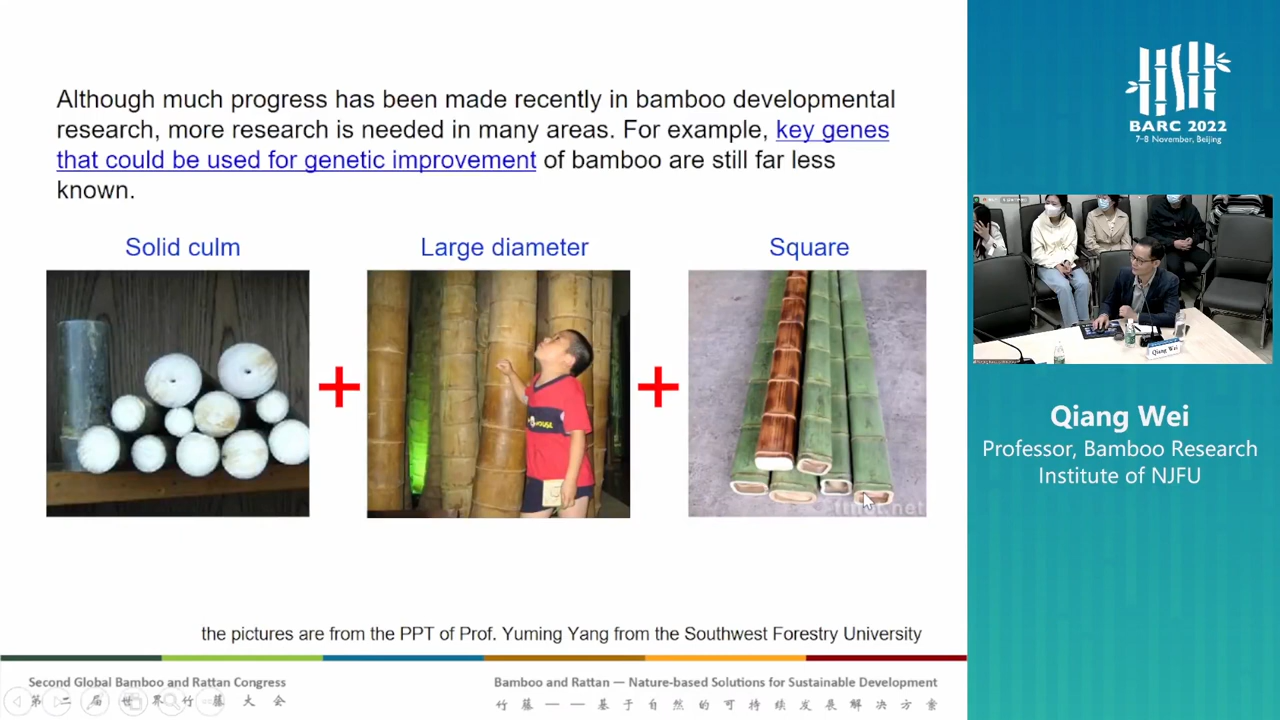 Although much progress has been made recently in bamboo developmental
research, more research is needed in many areas. For example, key genes
that could be used for genetic improvement of bamboo are still far less
known.
Solid culm
Large diameter
Square
the pictures are from the PPT of Prof. Yuming Yang from the Southwest Forestry University
Second Global Bamboo and Rattan Congress
第二届世界竹藤大会
Bamboo and Rattan — Nature-based Solutions for Sustainable Development
竹藤——基于自然的可持续发展解决方案
BARC 2022
7-8 November, Beijing
Qiang Wei
Qiang Wei
Professor, Bamboo Research
Institute of NJFU